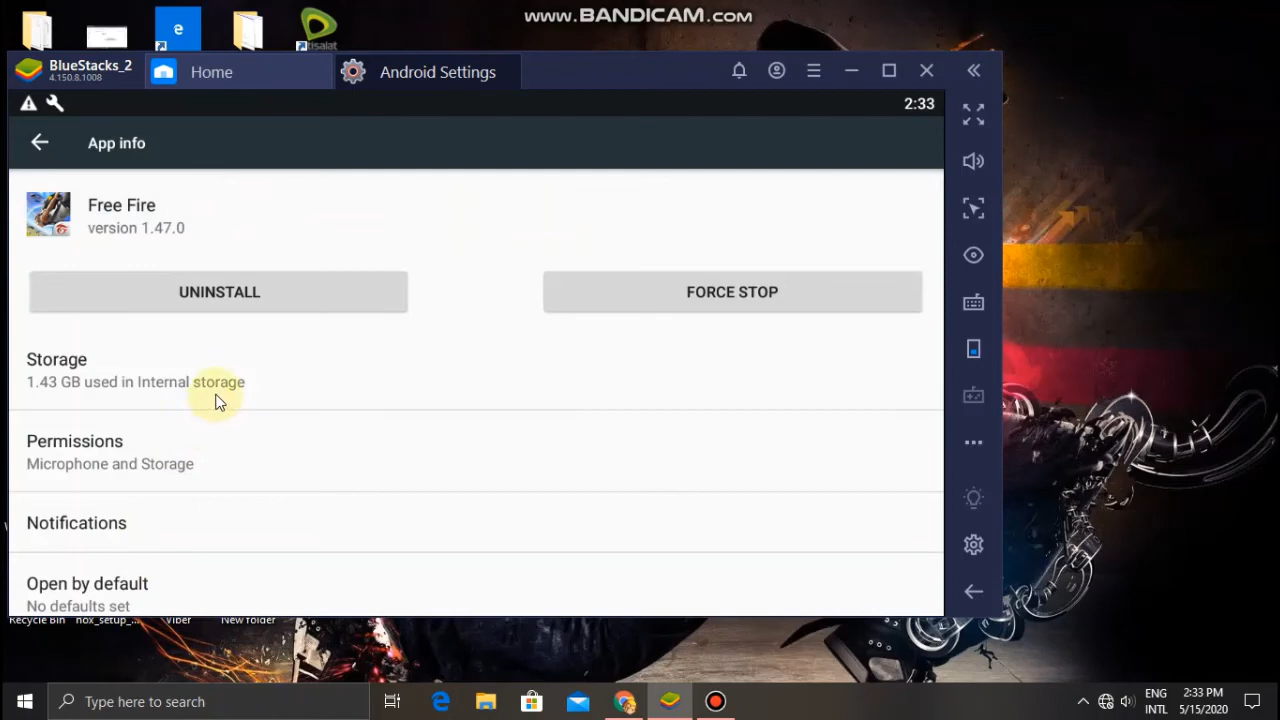 www.BANDICAM.com
tisalat
BlueStacks_2
4.150.8.1008
Home
Android Settings
2:33
App info
Free Fire
version 1.47.0
UNINSTALL
FORCE STOP
Storage
1.43 GB used in Internal storage
Permissions
Microphone and Storage
Notifications
Open by default
No defaults set
Recycle Bin
nox_setup_...
Viber
New folder
Type here to search
ENG
INTL
2:33 PM
5/15/2020